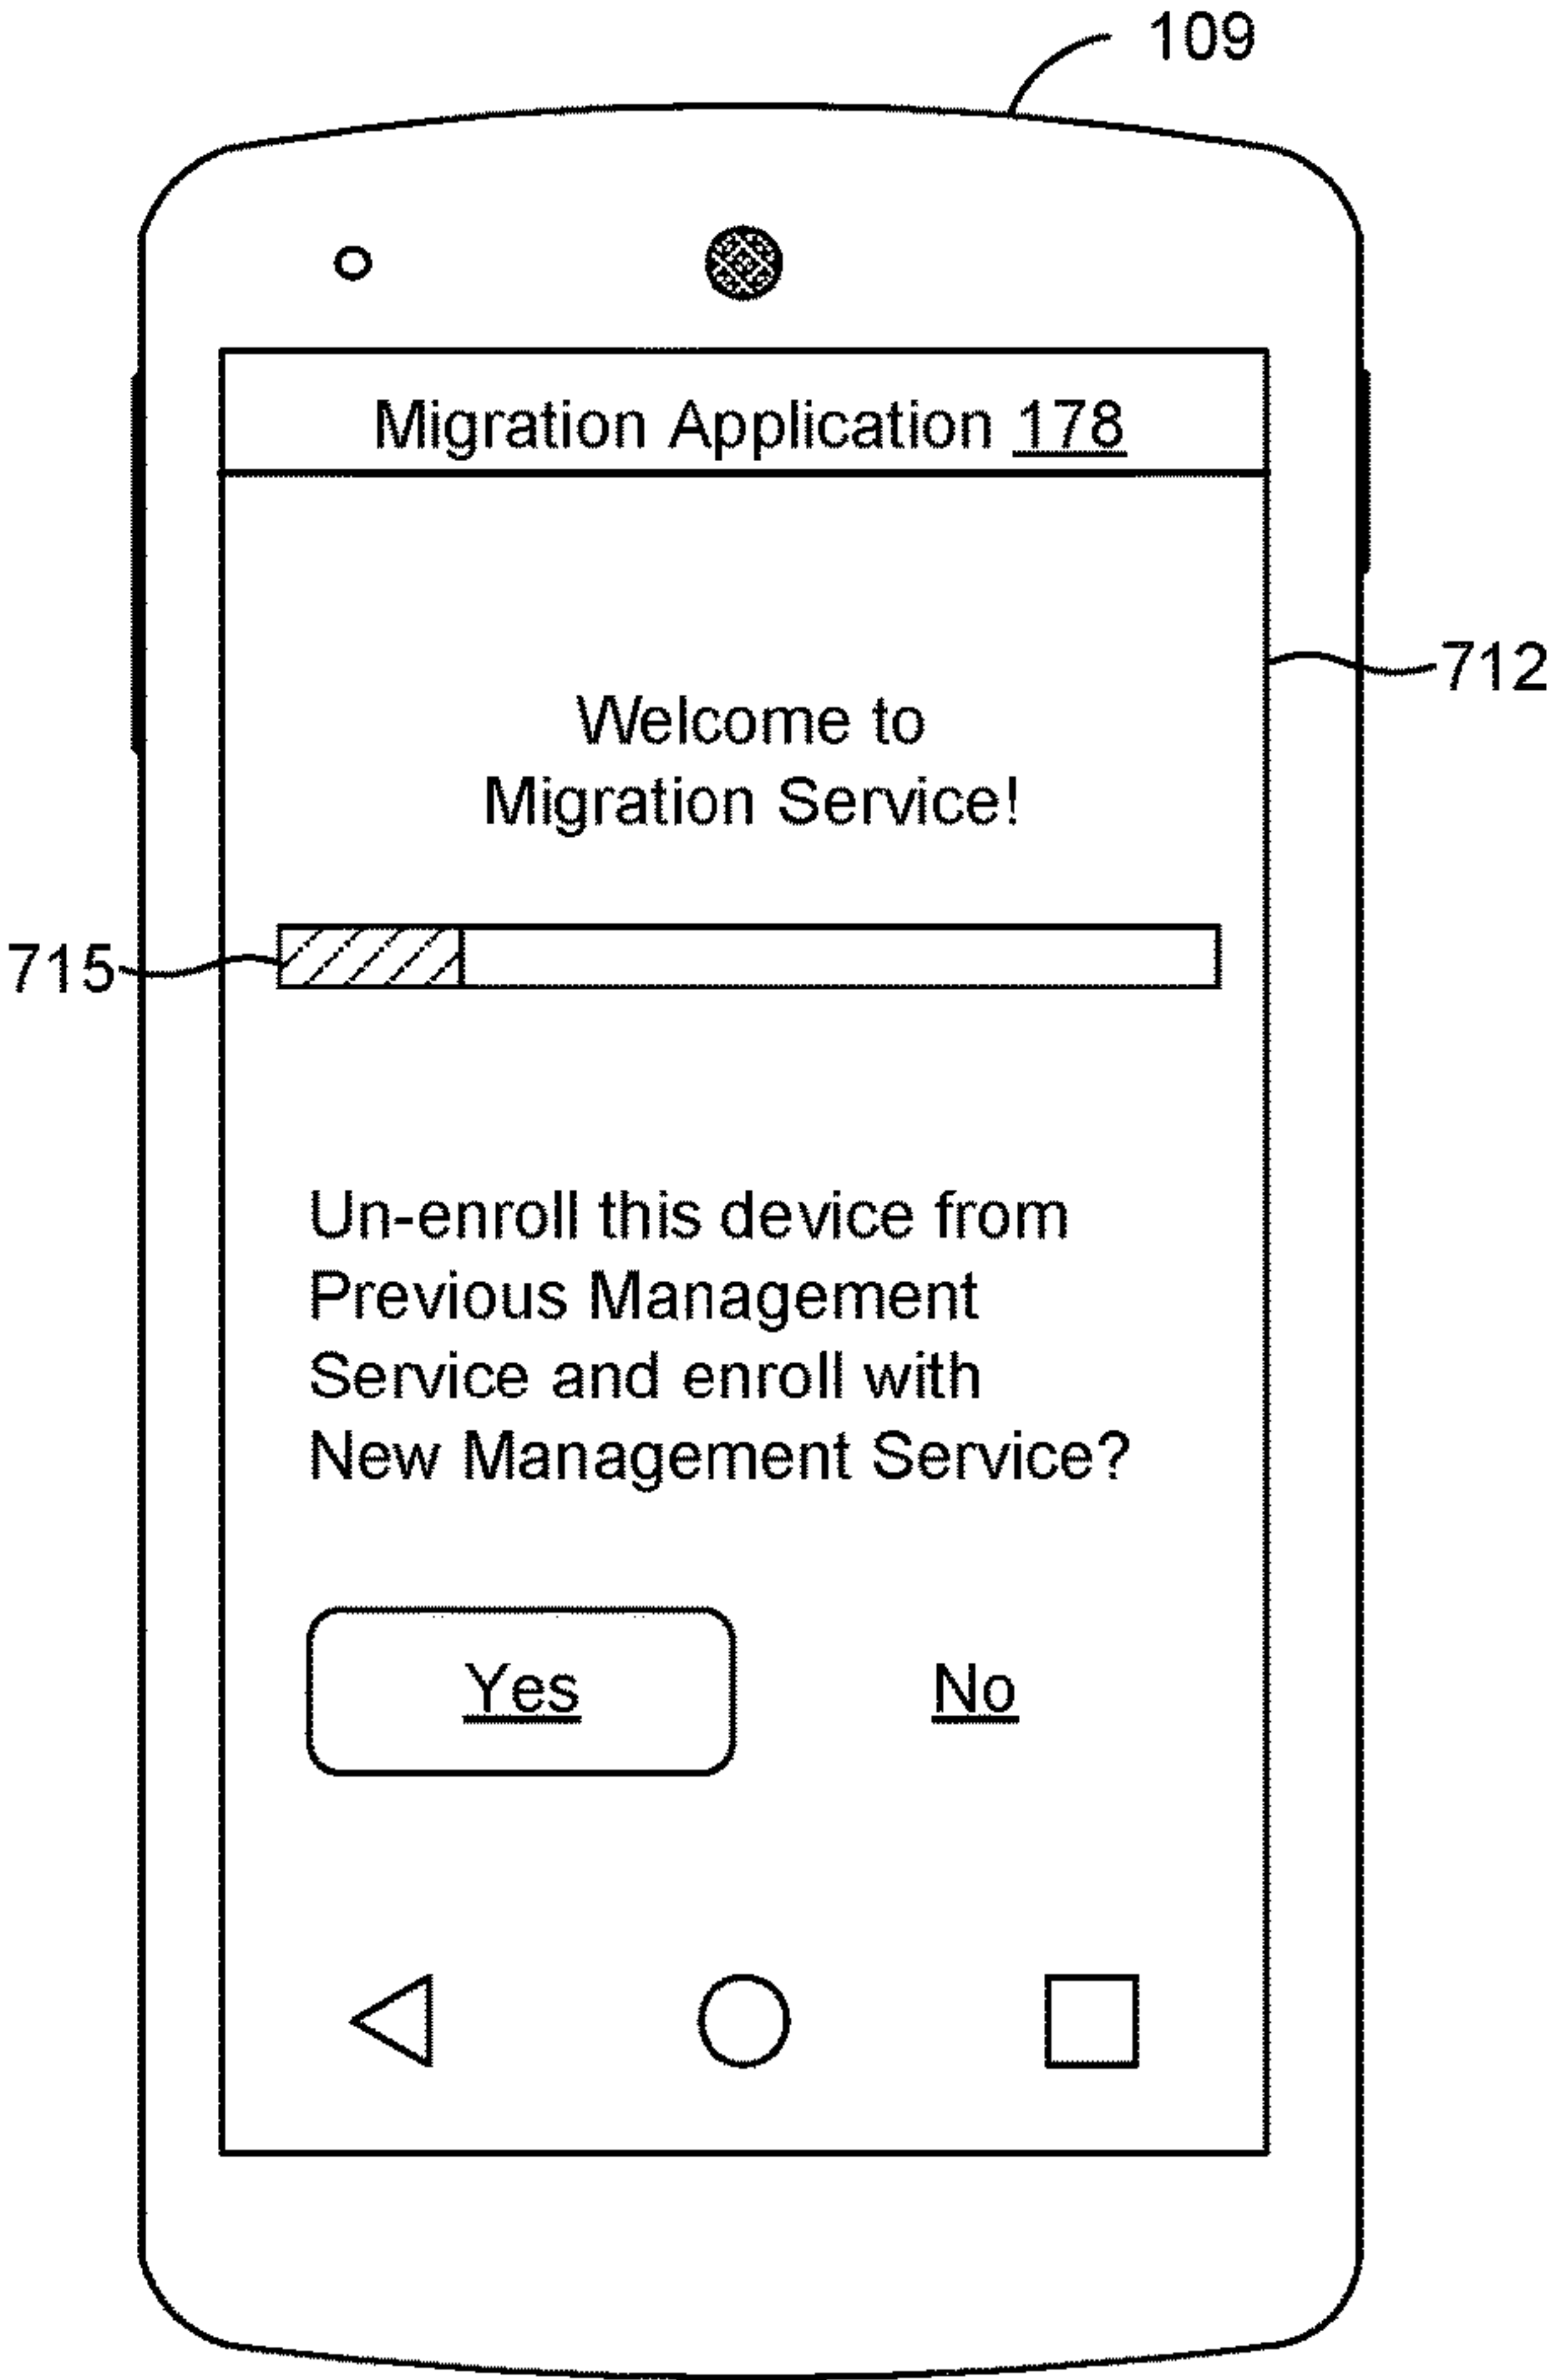 109
Migration Application 178
712
Welcome to
Migration Service!
715
Un-enroll this device from
Previous Management
Service and enroll with
New Management Service?
Yes No